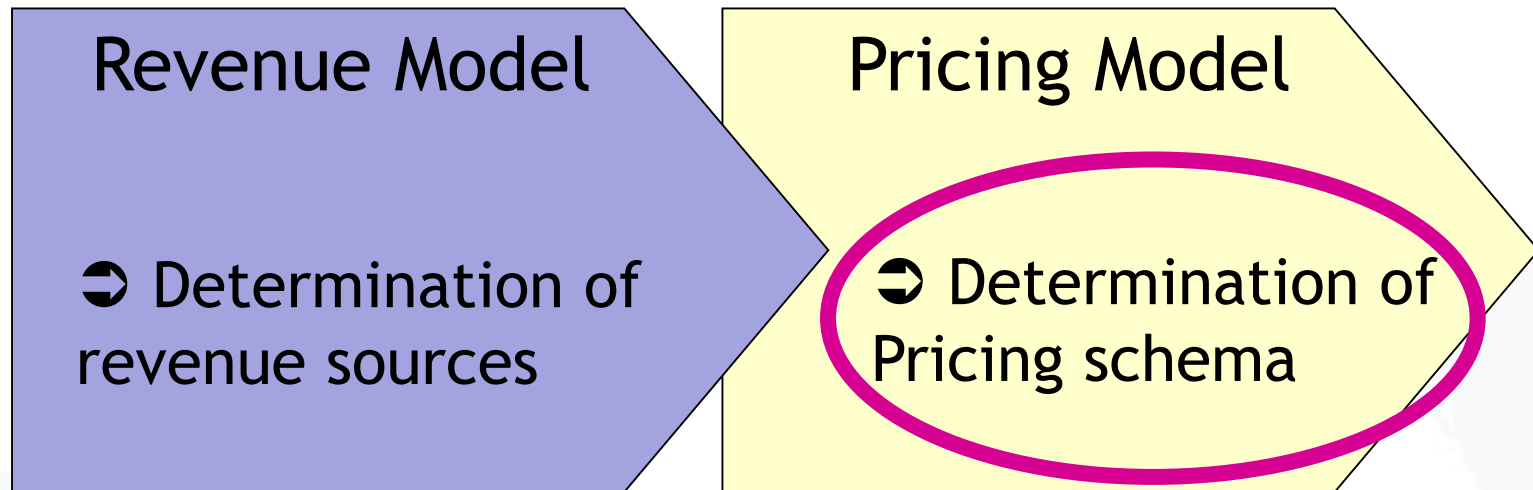 Revenue Model
➲ Determination of
revenue sources
Pricing Model
➲ Determination of
Pricing schema